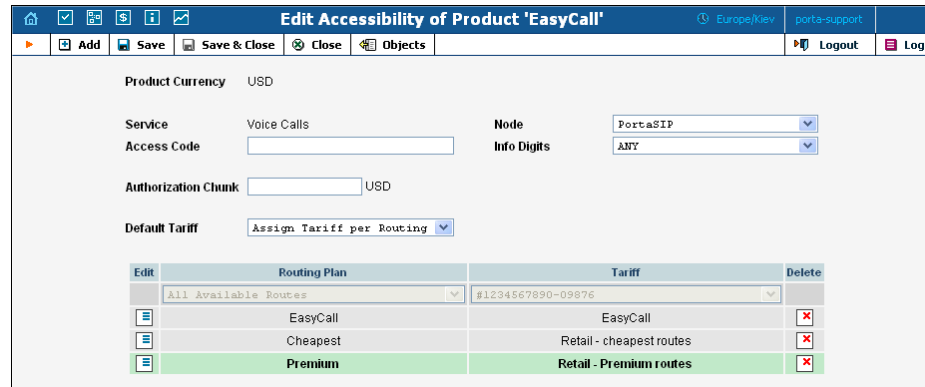 Edit Accessibility of Product 'EasyCall' Europe/Kiev porta-support
Add Save Save & Close Close Objects Logout Log
Product Currency USD
Service Voice Calls Node PortaSIP
Access Code Info Digits ANY
Authorization Chunk USD
Default Tariff Assign Tariff per Routing
Edit Routing Plan Tariff Delete
All Available Routes #1234567890-09876
EasyCall EasyCall
Cheapest Retail - cheapest routes
Premium Retail - Premium routes